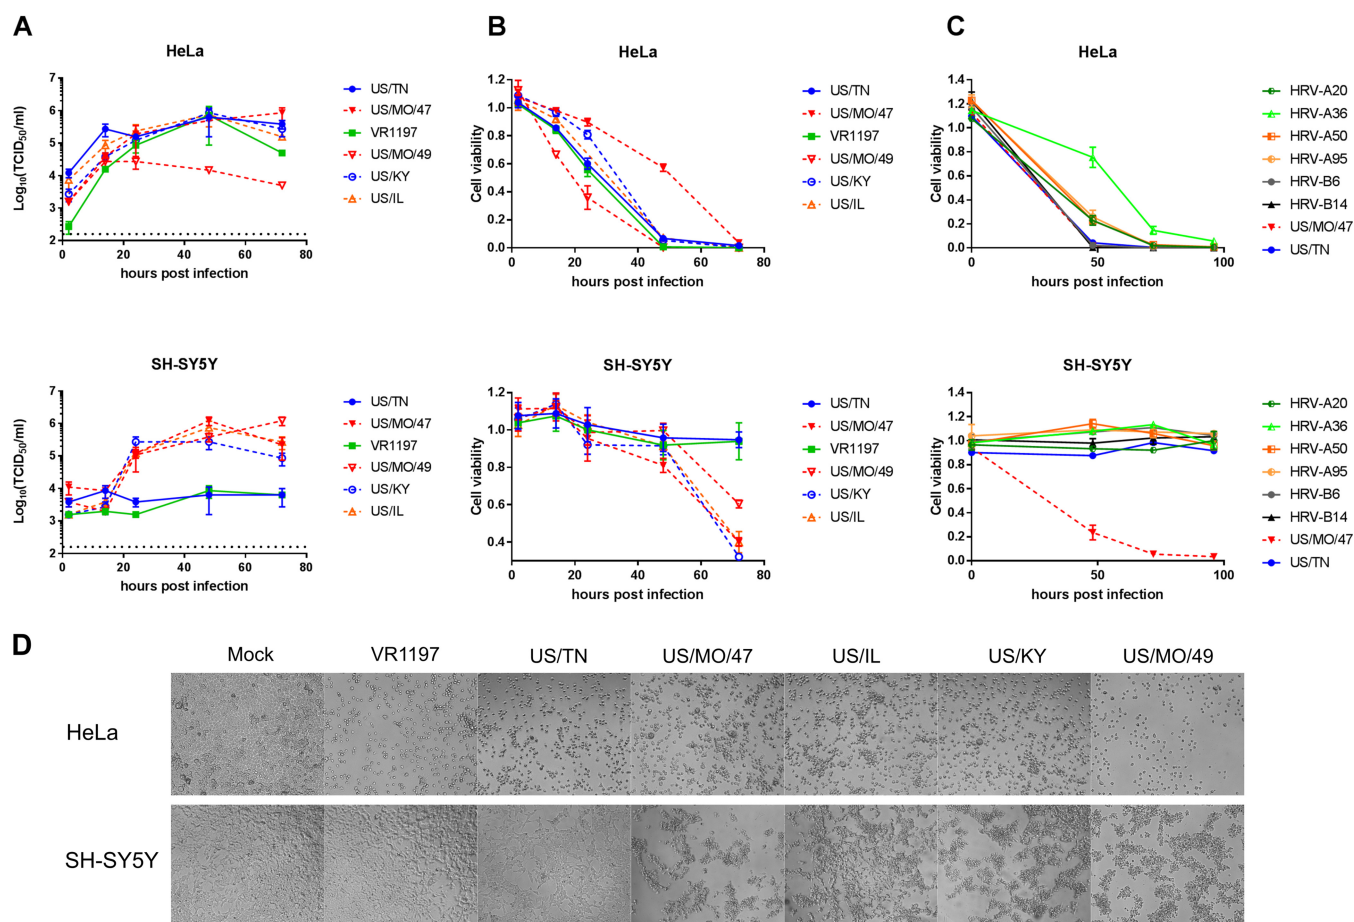 A
B
C
HeLa
7
6
5
4
3
2
Log10(TCID50/ml)
0
20
40
60
80
hours post infection
US/TN
US/MO/47
VR1197
US/MO/49
US/KY
US/IL
HeLa
1.2
1.0
0.8
0.6
0.4
0.2
0.0
Cell viability
0
20
40
60
80
hours post infection
US/TN
US/MO/47
VR1197
US/MO/49
US/KY
US/IL
HeLa
1.4
1.2
1.0
0.8
0.6
0.4
0.2
0.0
Cell viability
0
50
100
hours post infection
HRV-A20
HRV-A36
HRV-A50
HRV-A95
HRV-B6
HRV-B14
US/MO/47
US/TN
SH-SY5Y
7
6
5
4
3
2
Log10(TCID50/ml)
0
20
40
60
80
hours post infection
US/TN
US/MO/47
VR1197
US/MO/49
US/KY
US/IL
SH-SY5Y
1.2
1.0
0.8
0.6
0.4
Cell viability
0
20
40
60
80
hours post infection
US/TN
US/MO/47
VR1197
US/MO/49
US/KY
US/IL
SH-SY5Y
1.4
1.2
1.0
0.8
0.6
0.4
0.2
0.0
Cell viability
0
50
100
hours post infection
HRV-A20
HRV-A36
HRV-A50
HRV-A95
HRV-B6
HRV-B14
US/MO/47
US/TN
D
Mock VR1197 US/TN US/MO/47 US/IL US/KY US/MO/49
HeLa
SH-SY5Y